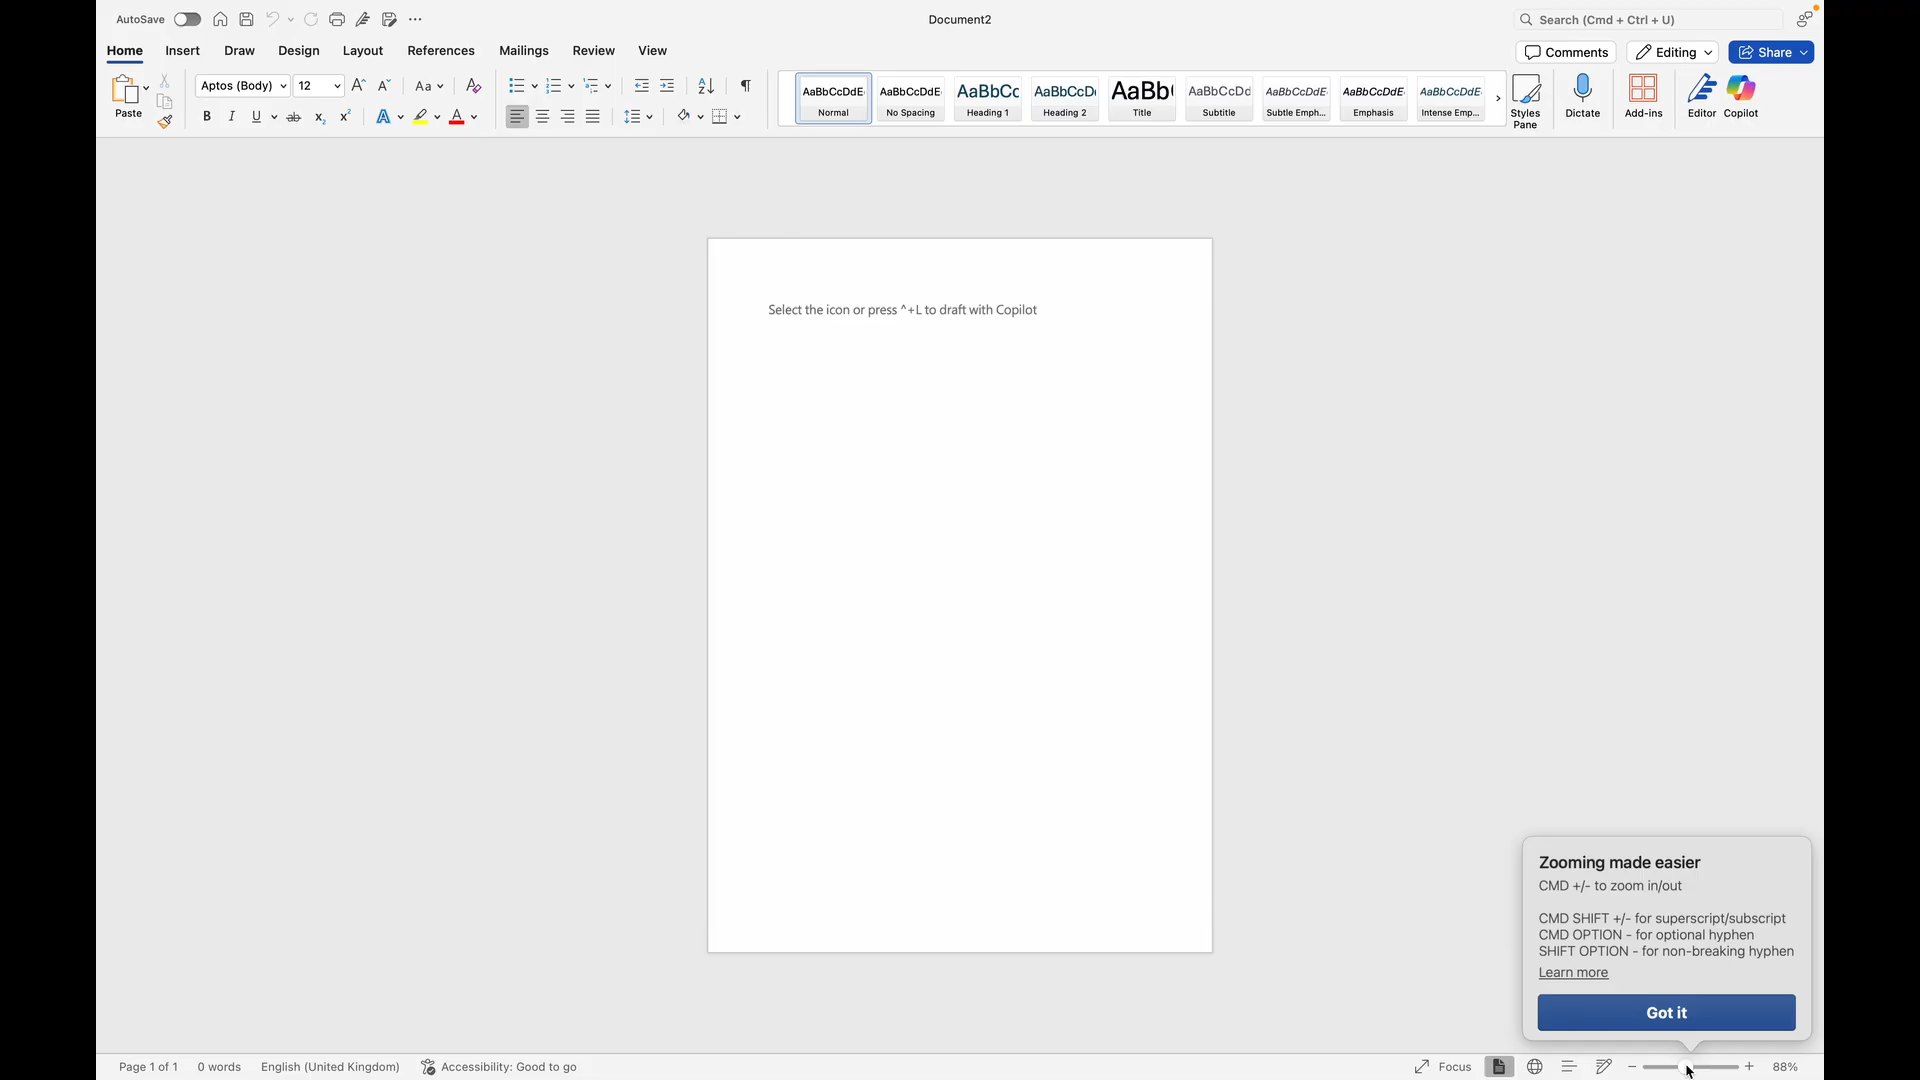 AutoSave
Document2
Search (Cmd + Ctrl + U)
Home Insert Draw Design Layout References Mailings Review View
Comments Editing Share
Paste
Aptos (Body) 12
Aa
B I U ab x2 x2 A A
AaBbCcDdE AaBbCcDdE AaBbCc AaBbCcD AaBb AaBbCcDd AaBbCcDdE AaBbCcDdE AaBbCcDdE
Normal No Spacing Heading 1 Heading 2 Title Subtitle Subtle Emph... Emphasis Intense Emp...
Styles Pane
Dictate
Add-ins
Editor
Copilot
Select the icon or press ^+L to draft with Copilot
Zooming made easier
CMD +/- to zoom in/out
CMD SHIFT +/- for superscript/subscript
CMD OPTION - for optional hyphen
SHIFT OPTION - for non-breaking hyphen
Learn more
Got it
Page 1 of 1 0 words English (United Kingdom) Accessibility: Good to go
Focus
88%